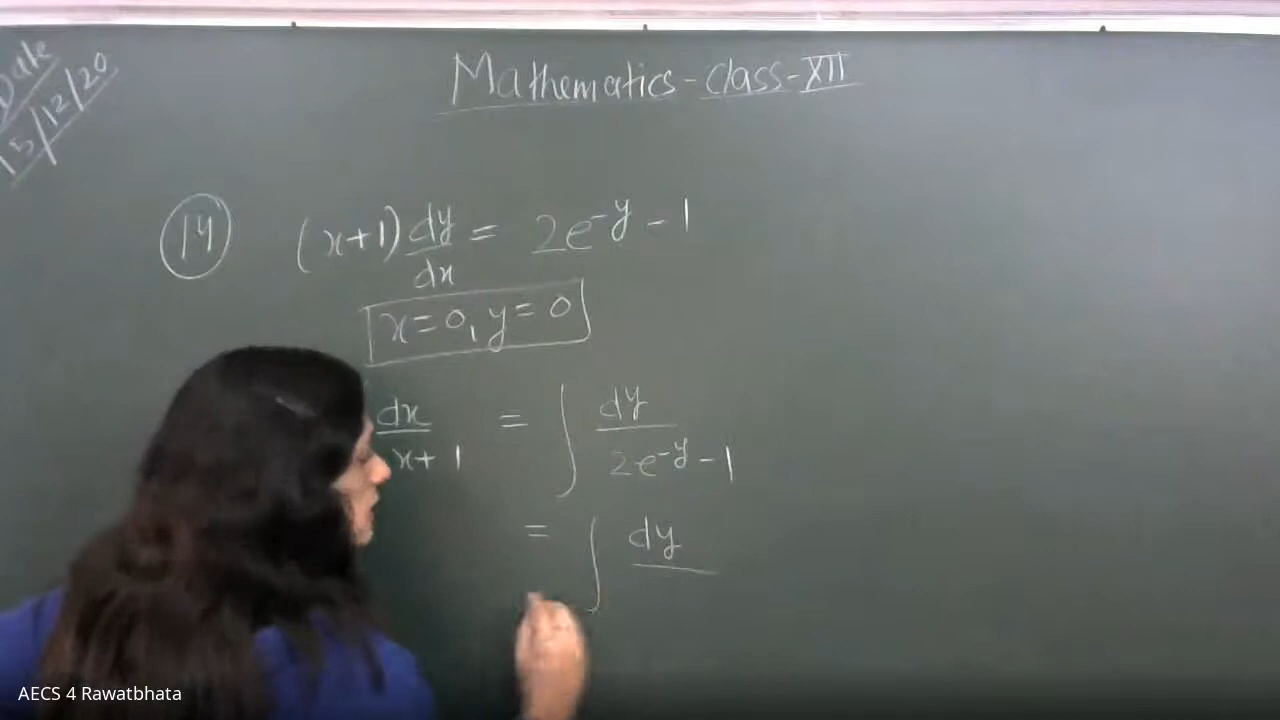 Date
15/12/20
Mathematics-Class-XII
14 (x+1) dy/dx = 2e^-y - 1
x=0, y=0
dx/x+1 = ∫ dy/2e^-y - 1
= ∫ dy
AECS 4 Rawatbhata